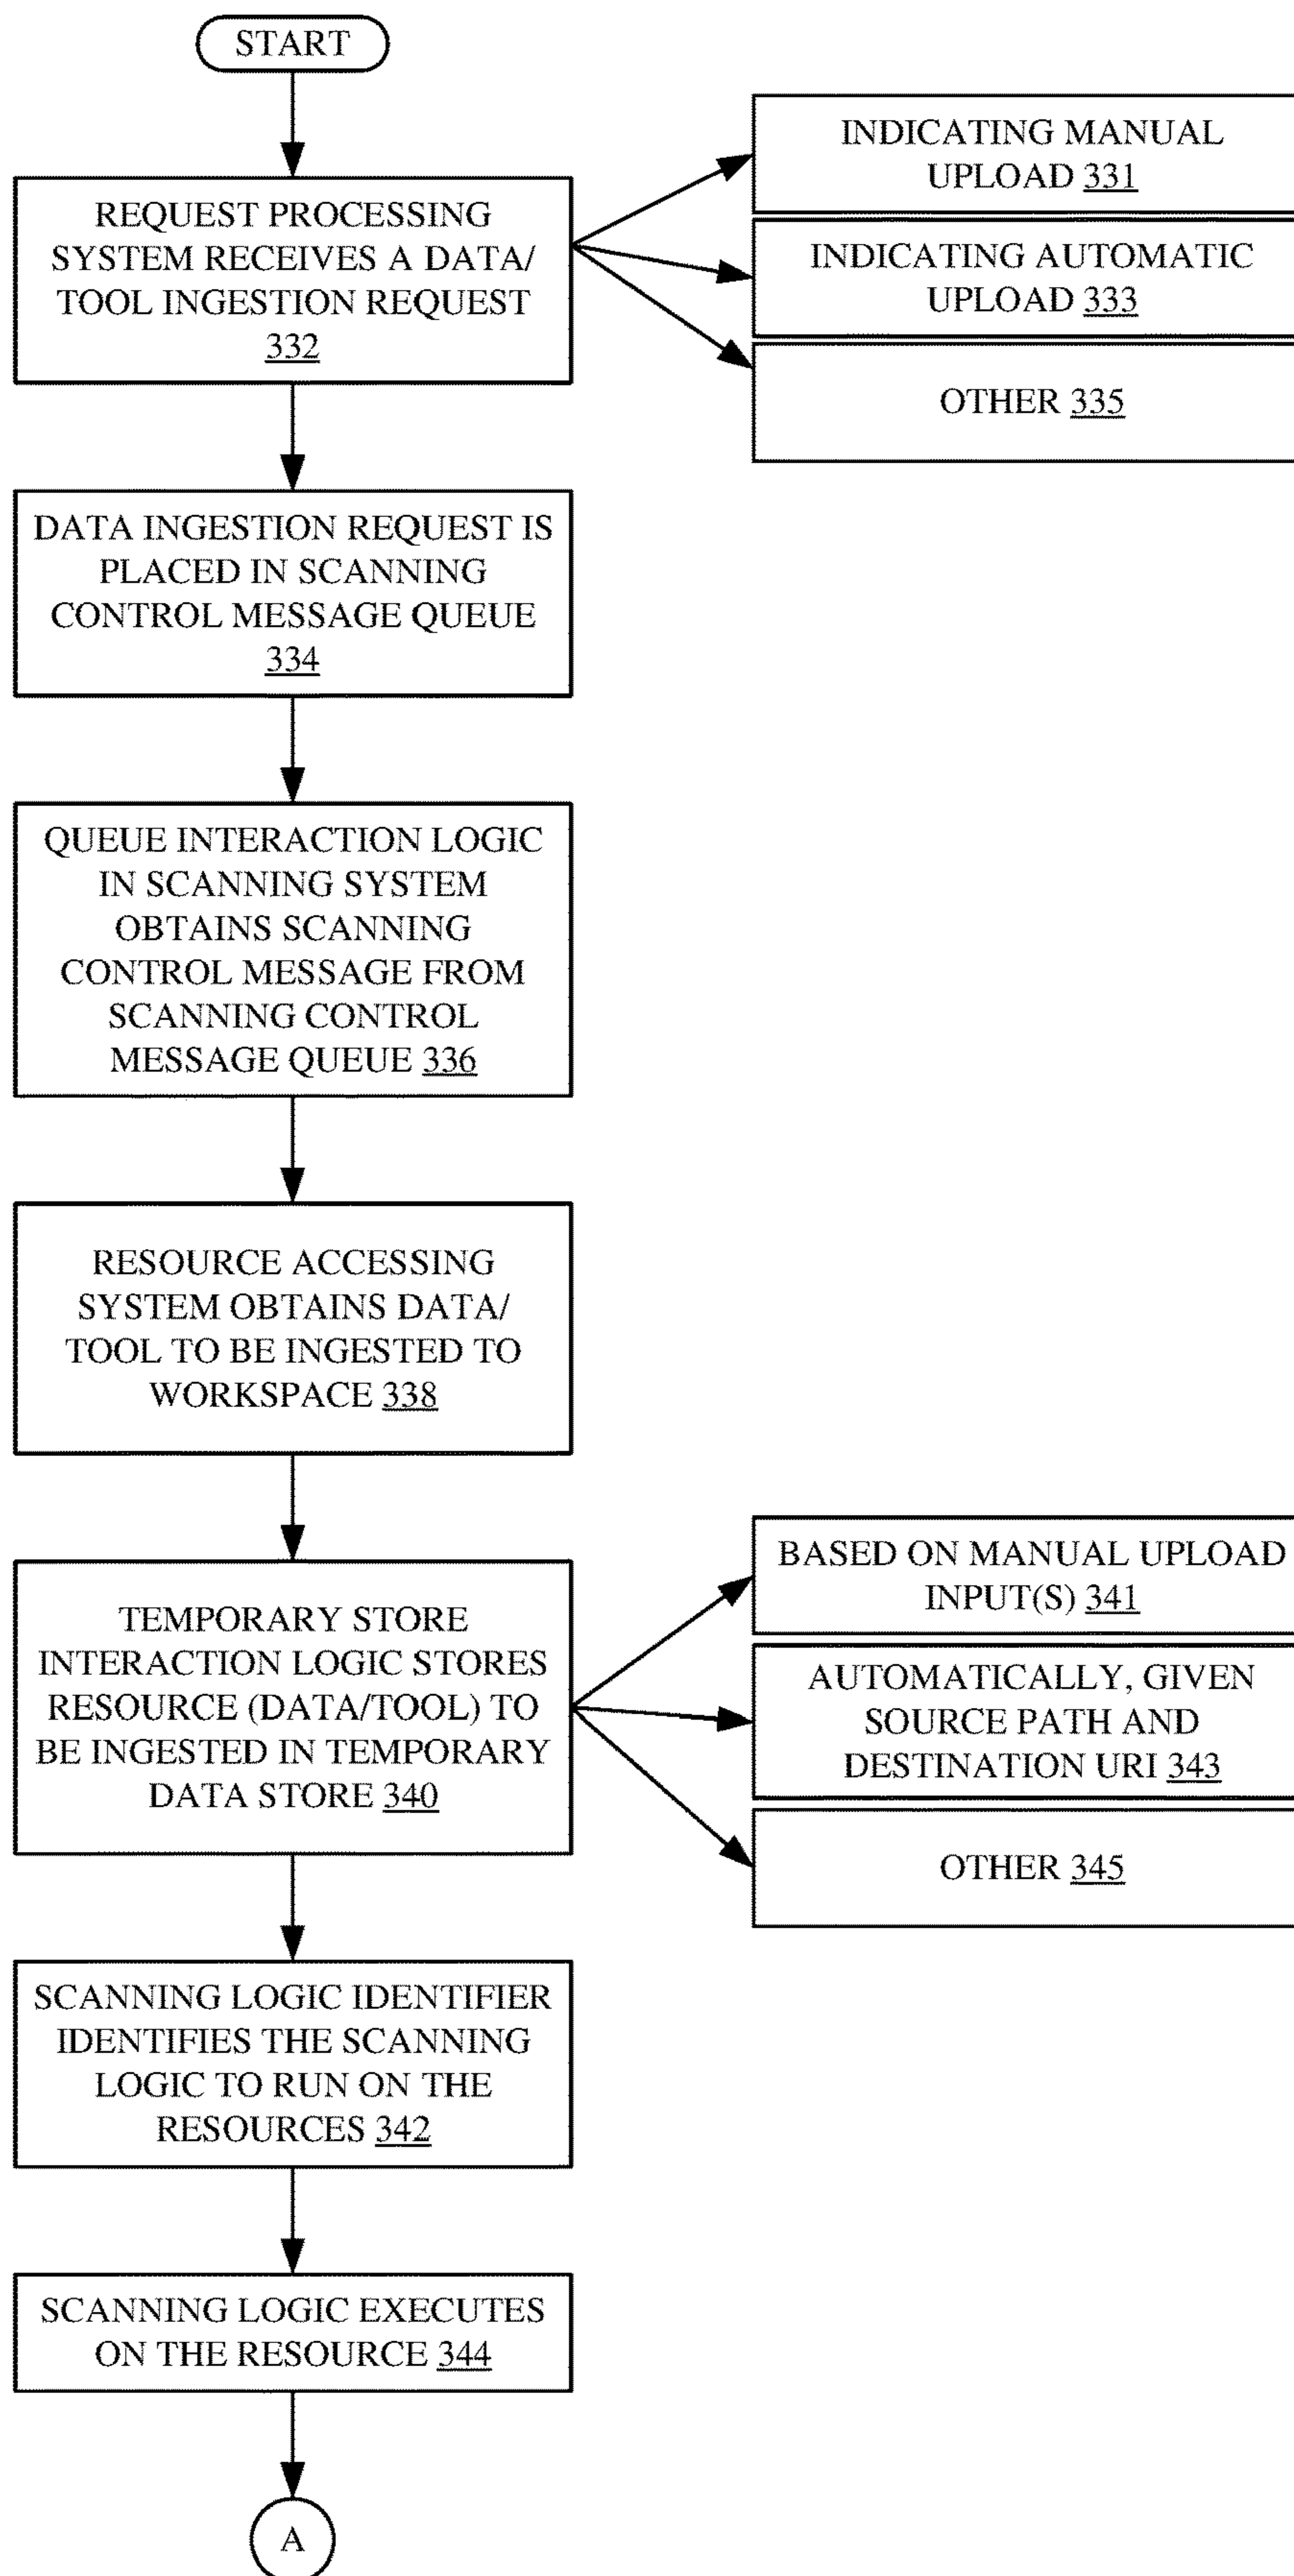 START
REQUEST PROCESSING
SYSTEM RECEIVES A DATA/
TOOL INGESTION REQUEST
332
INDICATING MANUAL
UPLOAD 331
INDICATING AUTOMATIC
UPLOAD 333
OTHER 335
DATA INGESTION REQUEST IS
PLACED IN SCANNING
CONTROL MESSAGE QUEUE
334
QUEUE INTERACTION LOGIC
IN SCANNING SYSTEM
OBTAINS SCANNING
CONTROL MESSAGE FROM
SCANNING CONTROL
MESSAGE QUEUE 336
RESOURCE ACCESSING
SYSTEM OBTAINS DATA/
TOOL TO BE INGESTED TO
WORKSPACE 338
TEMPORARY STORE
INTERACTION LOGIC STORES
RESOURCE (DATA/TOOL) TO
BE INGESTED IN TEMPORARY
DATA STORE 340
BASED ON MANUAL UPLOAD
INPUT(S) 341
AUTOMATICALLY, GIVEN
SOURCE PATH AND
DESTINATION URI 343
OTHER 345
SCANNING LOGIC IDENTIFIER
IDENTIFIES THE SCANNING
LOGIC TO RUN ON THE
RESOURCES 342
SCANNING LOGIC EXECUTES
ON THE RESOURCE 344
A